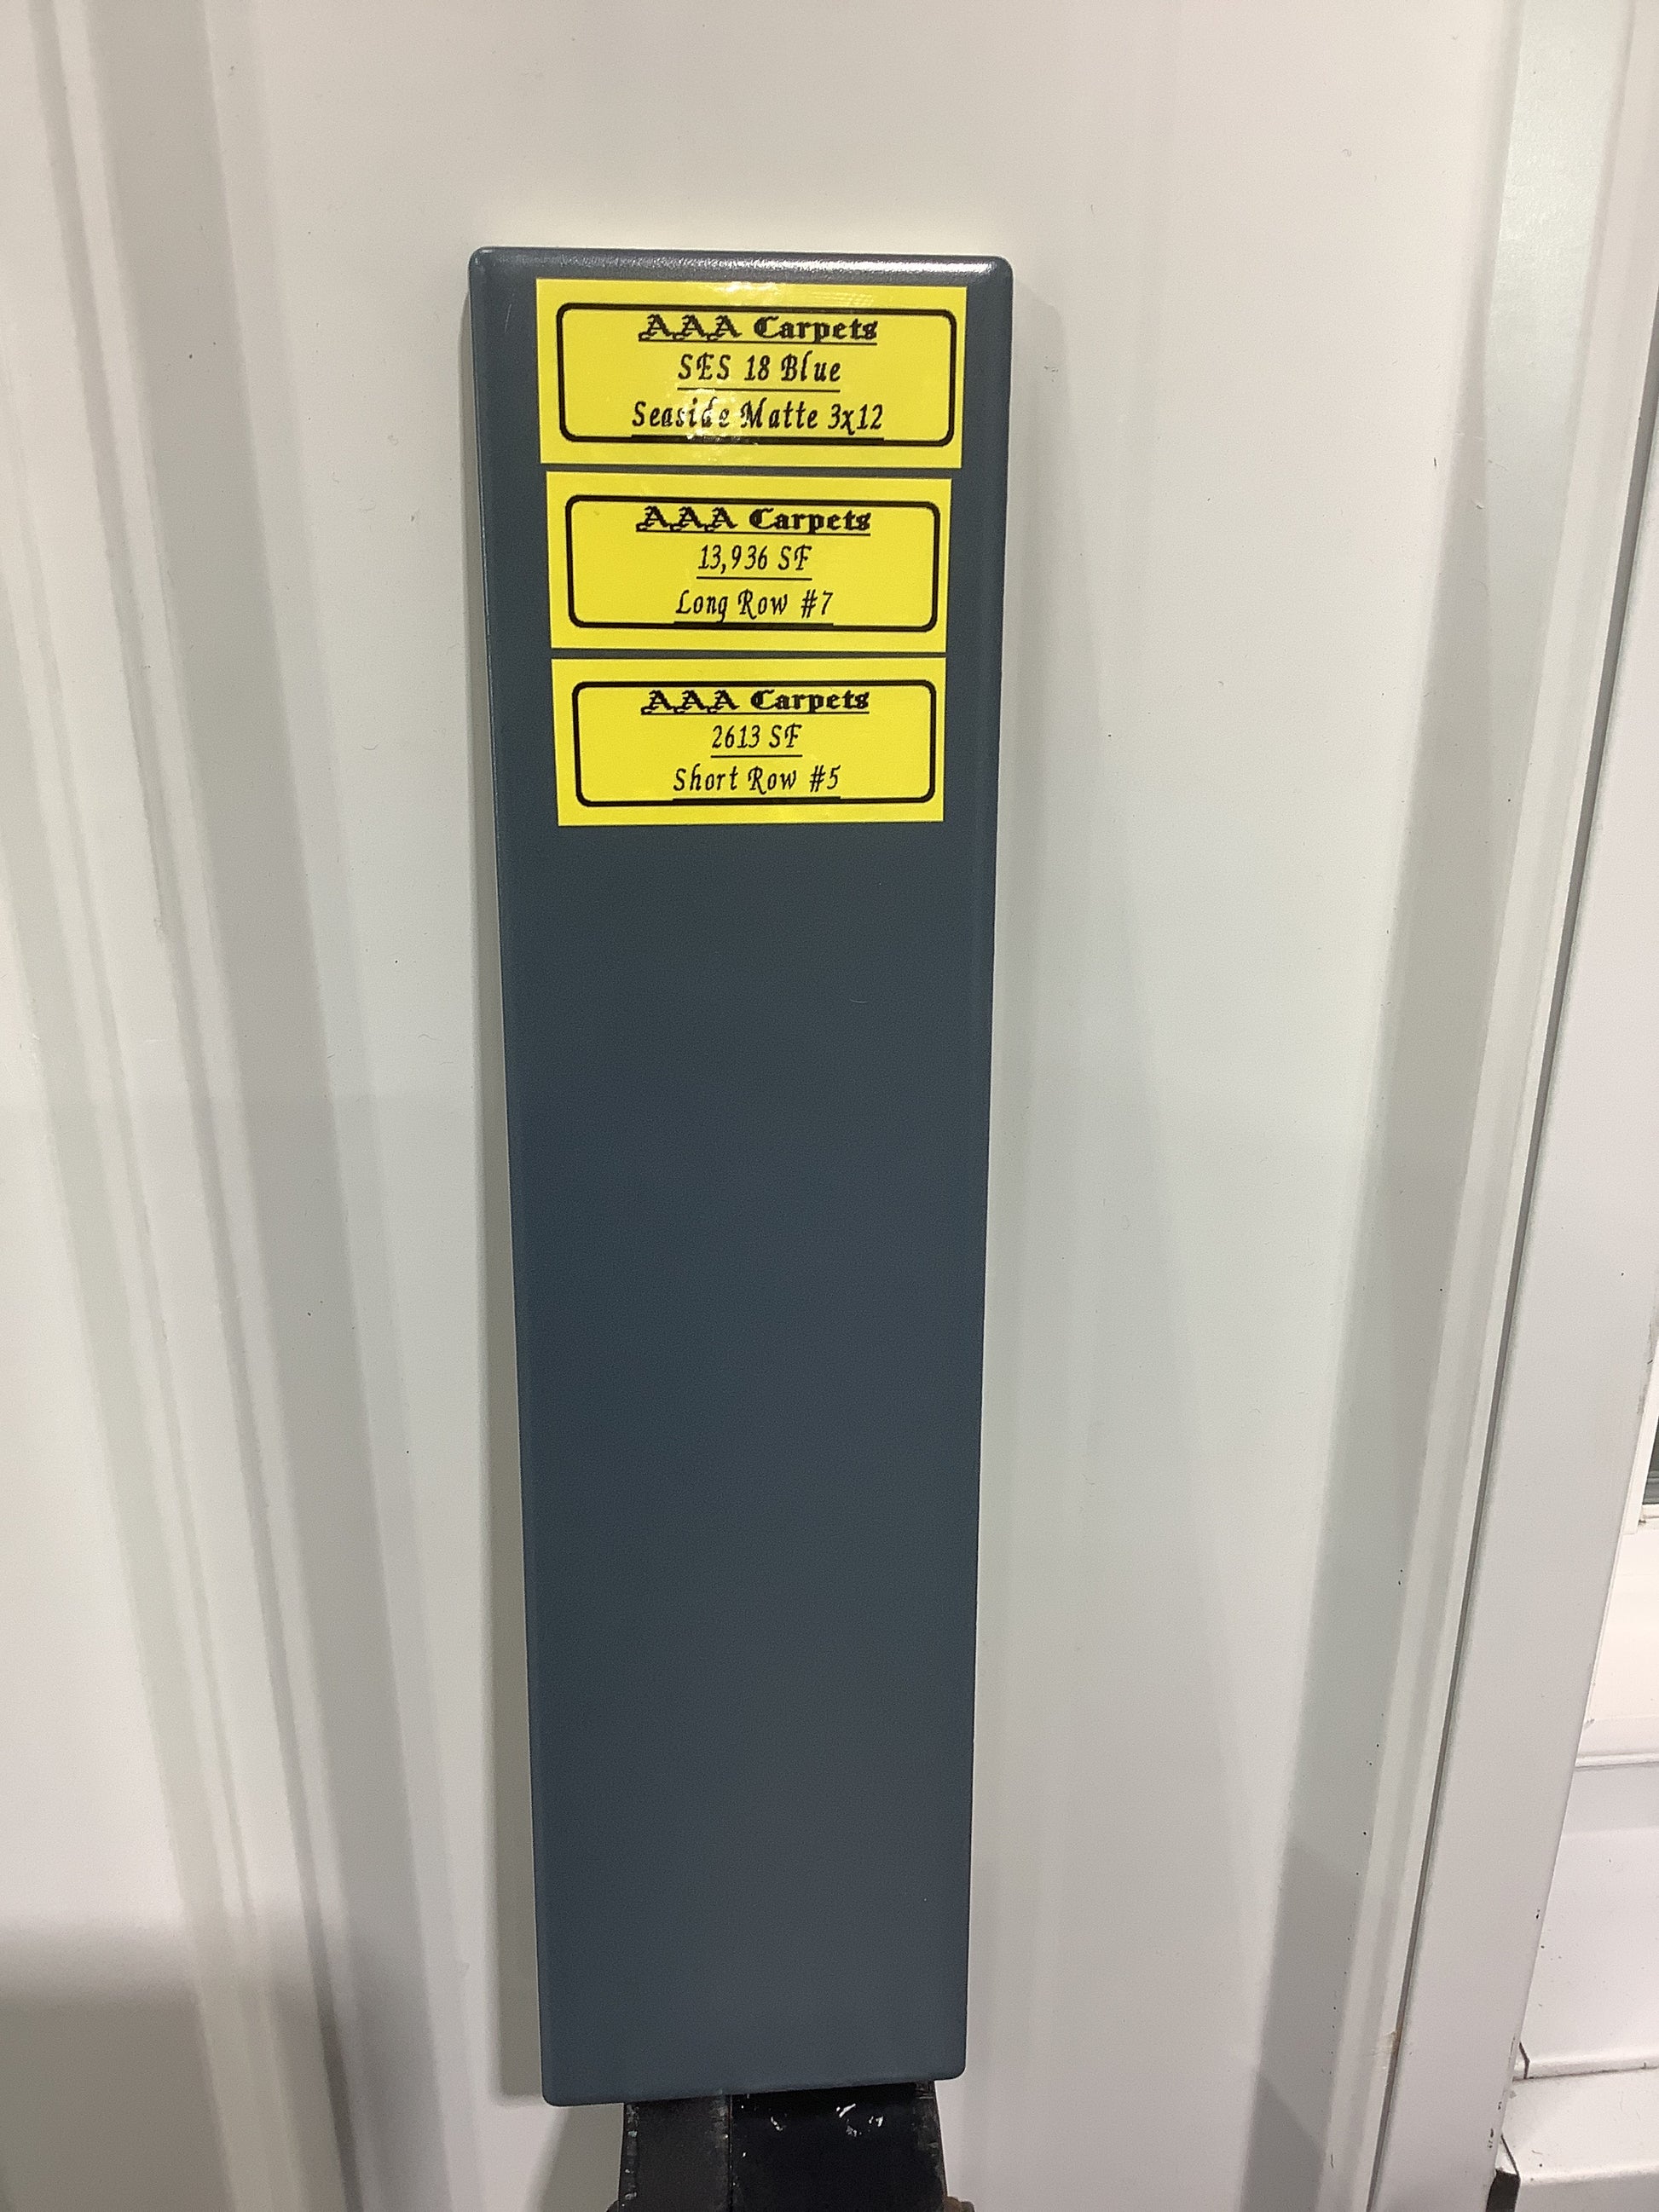 AAA Carpets
SES 18 Blue
Seaside Matte 3x12
AAA Carpets
13,936 SF
Long Row #7
AAA Carpets
2613 SF
Short Row #5